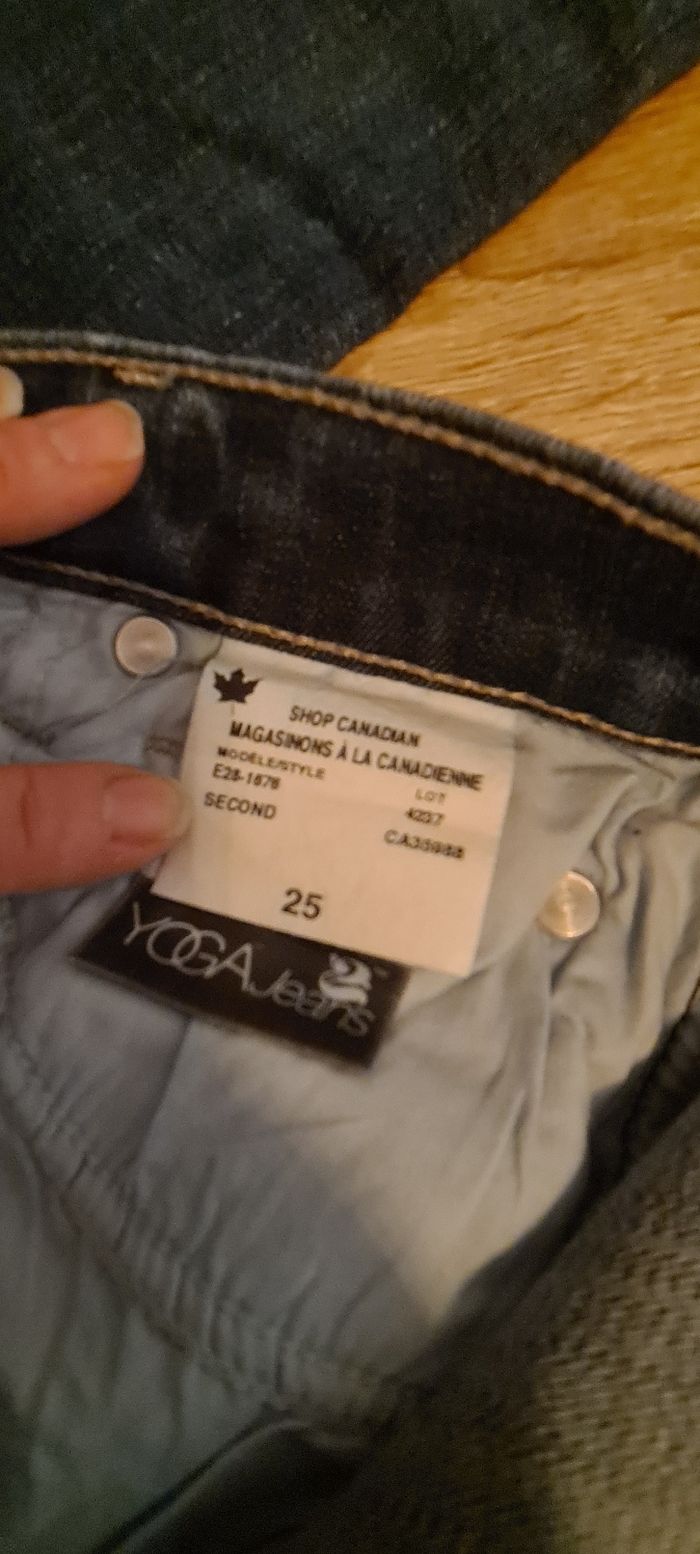 SHOP CANADIAN
MAGASINONS À LA CANADIENNE
MODÈLE/STYLE LOT
E28-1678 4237
SECOND CA35988
25
YOGA Jeans